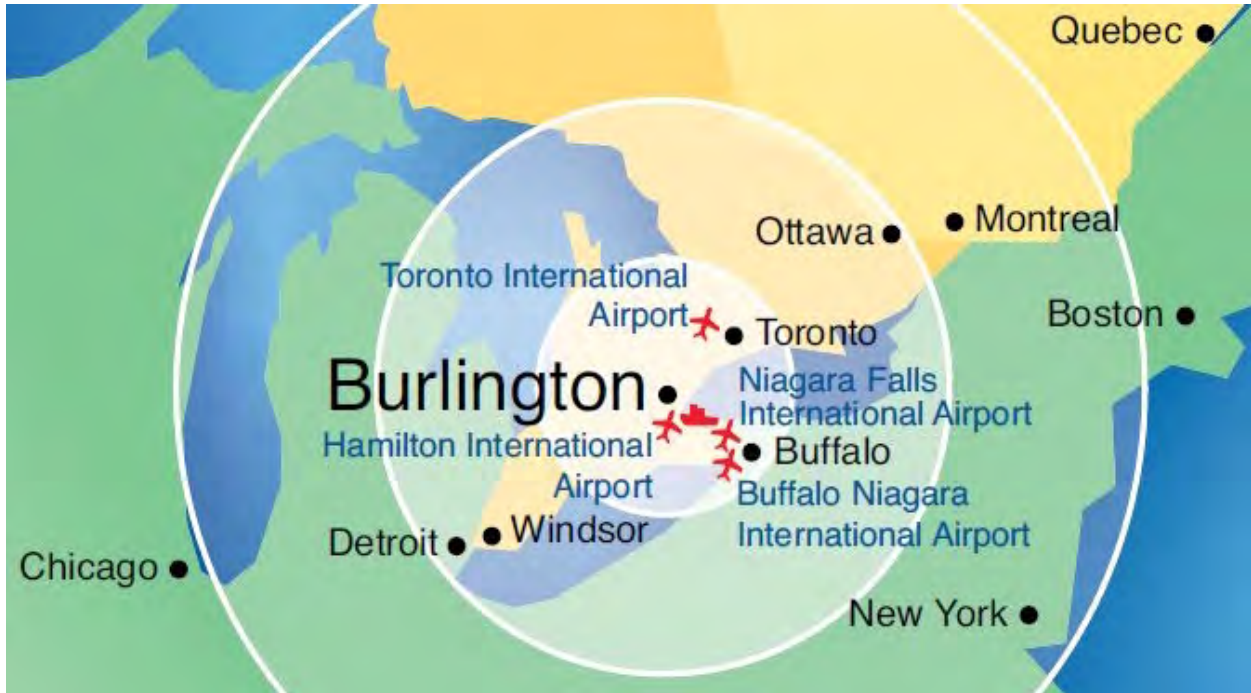 Quebec
Ottawa
Montreal
Toronto International
Airport
Toronto
Boston
Burlington
Niagara Falls
International Airport
Hamilton International
Airport
Buffalo
Buffalo Niagara
International Airport
Detroit
Windsor
Chicago
New York